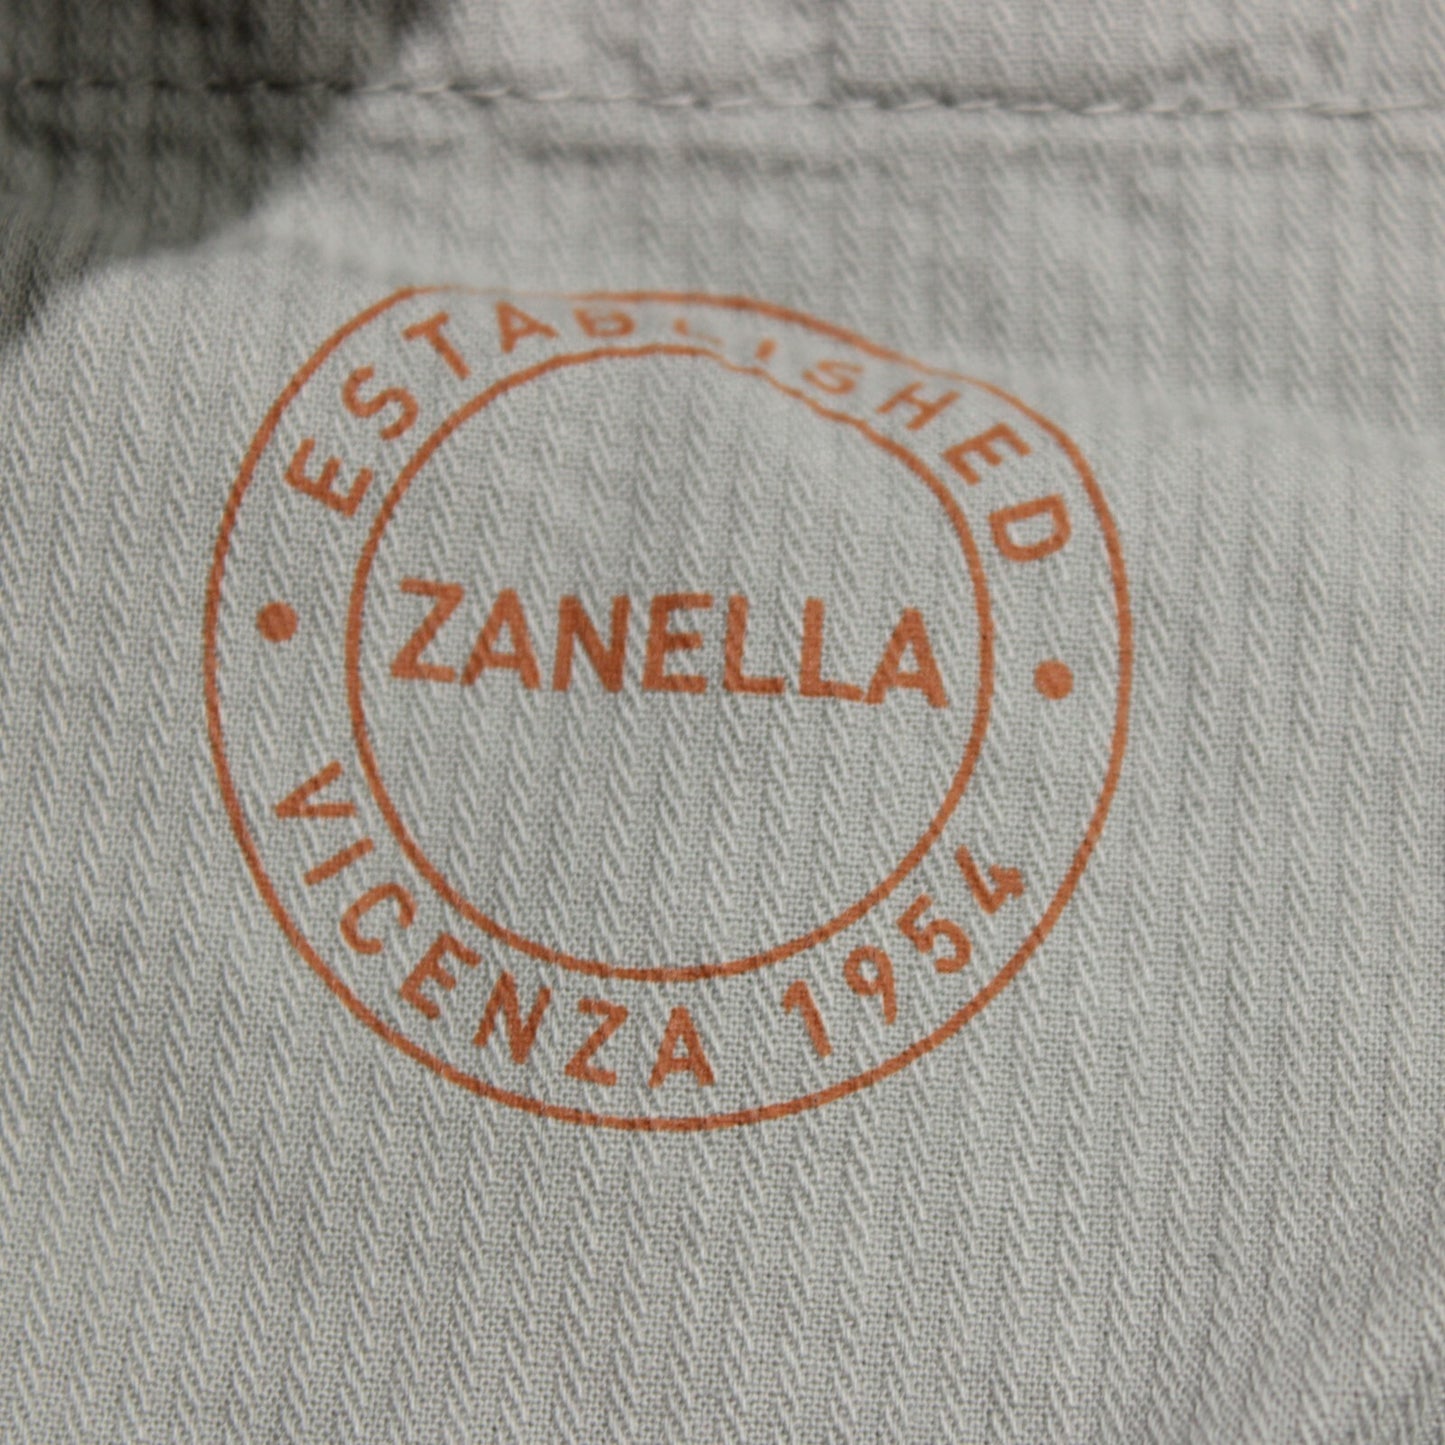 ESTABLISHED
ZANELLA
VICENZA 1954